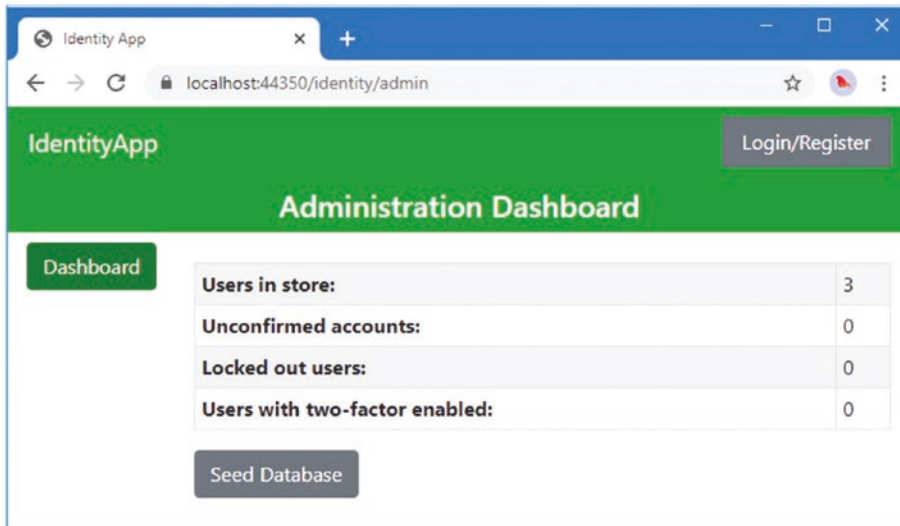 Identity App
localhost:44350/identity/admin
IdentityApp
Login/Register
Administration Dashboard
Dashboard
Users in store: 3
Unconfirmed accounts: 0
Locked out users: 0
Users with two-factor enabled: 0
Seed Database